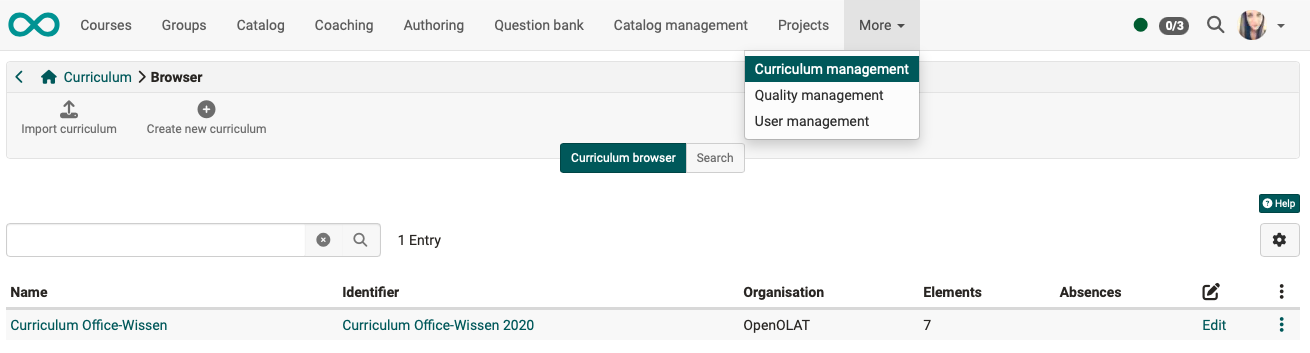 Courses Groups Catalog Coaching Authoring Question bank Catalog management Projects More 0/3
Curriculum Browser
Curriculum management
Quality management
User management
Import curriculum Create new curriculum
Curriculum browser Search
Help
1 Entry
Name Identifier Organisation Elements Absences
Curriculum Office-Wissen Curriculum Office-Wissen 2020 OpenOLAT 7 Edit